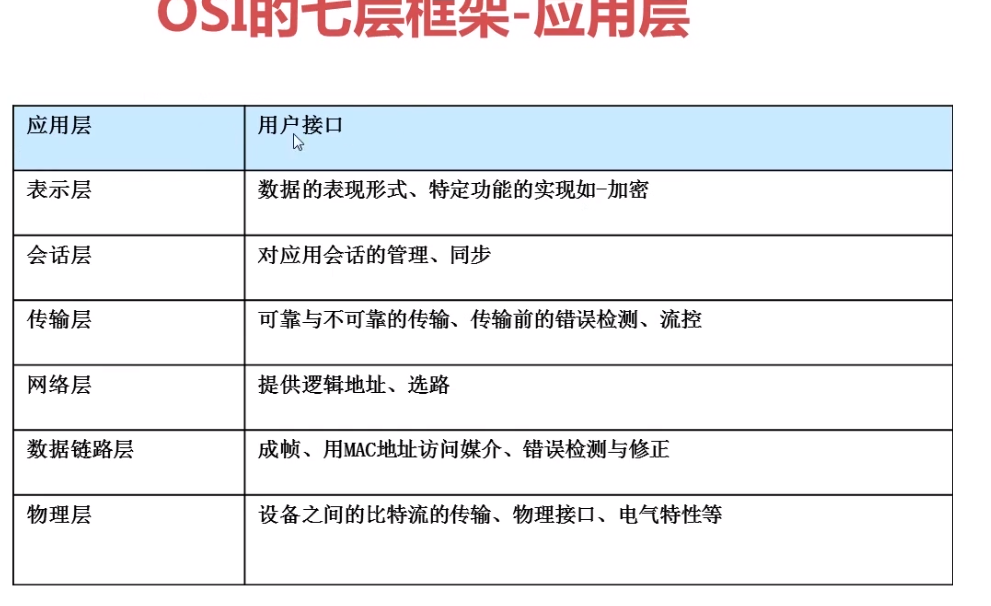 OSI的七层框架-应用层
应用层 用户接口
表示层 数据的表现形式、特定功能的实现如-加密
会话层 对应用会话的管理、同步
传输层 可靠与不可靠的传输、传输前的错误检测、流控
网络层 提供逻辑地址、选路
数据链路层 成帧、用MAC地址访问媒介、错误检测与修正
物理层 设备之间的比特流的传输、物理接口、电气特性等